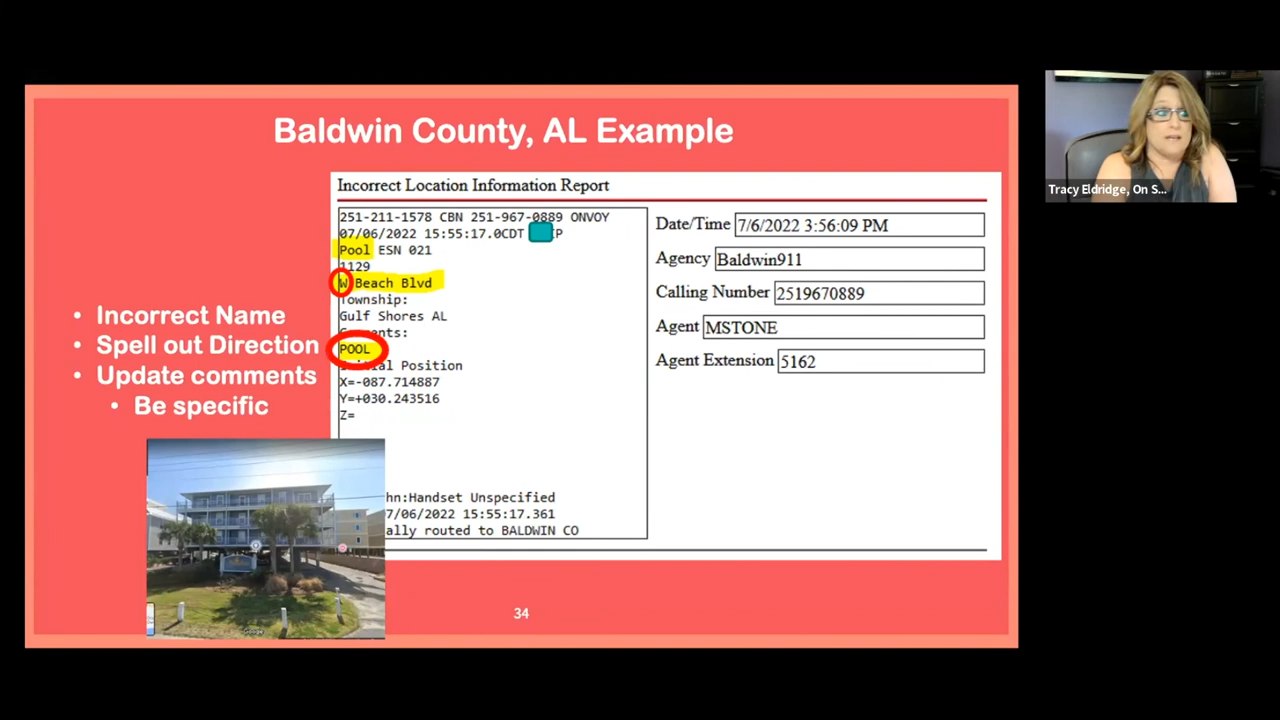 Baldwin County, AL Example
Incorrect Location Information Report
251-211-1578 CBN 251-967-0889 ONVOY
07/06/2022 15:55:17.0CDT
Pool ESN 021
1129
W Beach Blvd
Township:
Gulf Shores AL
Comments:
POOL
Initial Position
X=-087.714887
Y=+030.243516
Z=
hn:Handset Unspecified
7/06/2022 15:55:17.361
ally routed to BALDWIN CO
Date/Time 7/6/2022 3:56:09 PM
Agency Baldwin911
Calling Number 2519670889
Agent MSTONE
Agent Extension 5162
• Incorrect Name
• Spell out Direction
• Update comments
• Be specific
Google
34
Tracy Eldridge, On S...